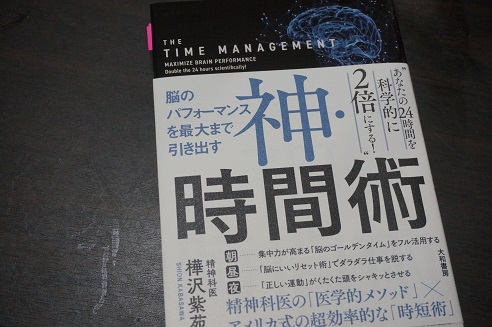 THE
TIME MANAGEMENT
MAXIMIZE BRAIN PERFORMANCE
Double the 24 hours scientifically!
"あなたの24時間を
科学的に
2倍にする!"
脳の
パフォーマンス
を最大まで
引き出す
神・
時間術
精神科医
樺沢紫苑
SHION KABASAWA
朝 集中力が高まる「脳のゴールデンタイム」をフル活用する
昼 「脳にいいリセット術」でダラダラ仕事を脱する
夜 「正しい運動」がくたくた頭をシャキッとさせる
大和書房
精神科医の「医学的メソッド」×
アメリカ式の超効率的な「時短術」